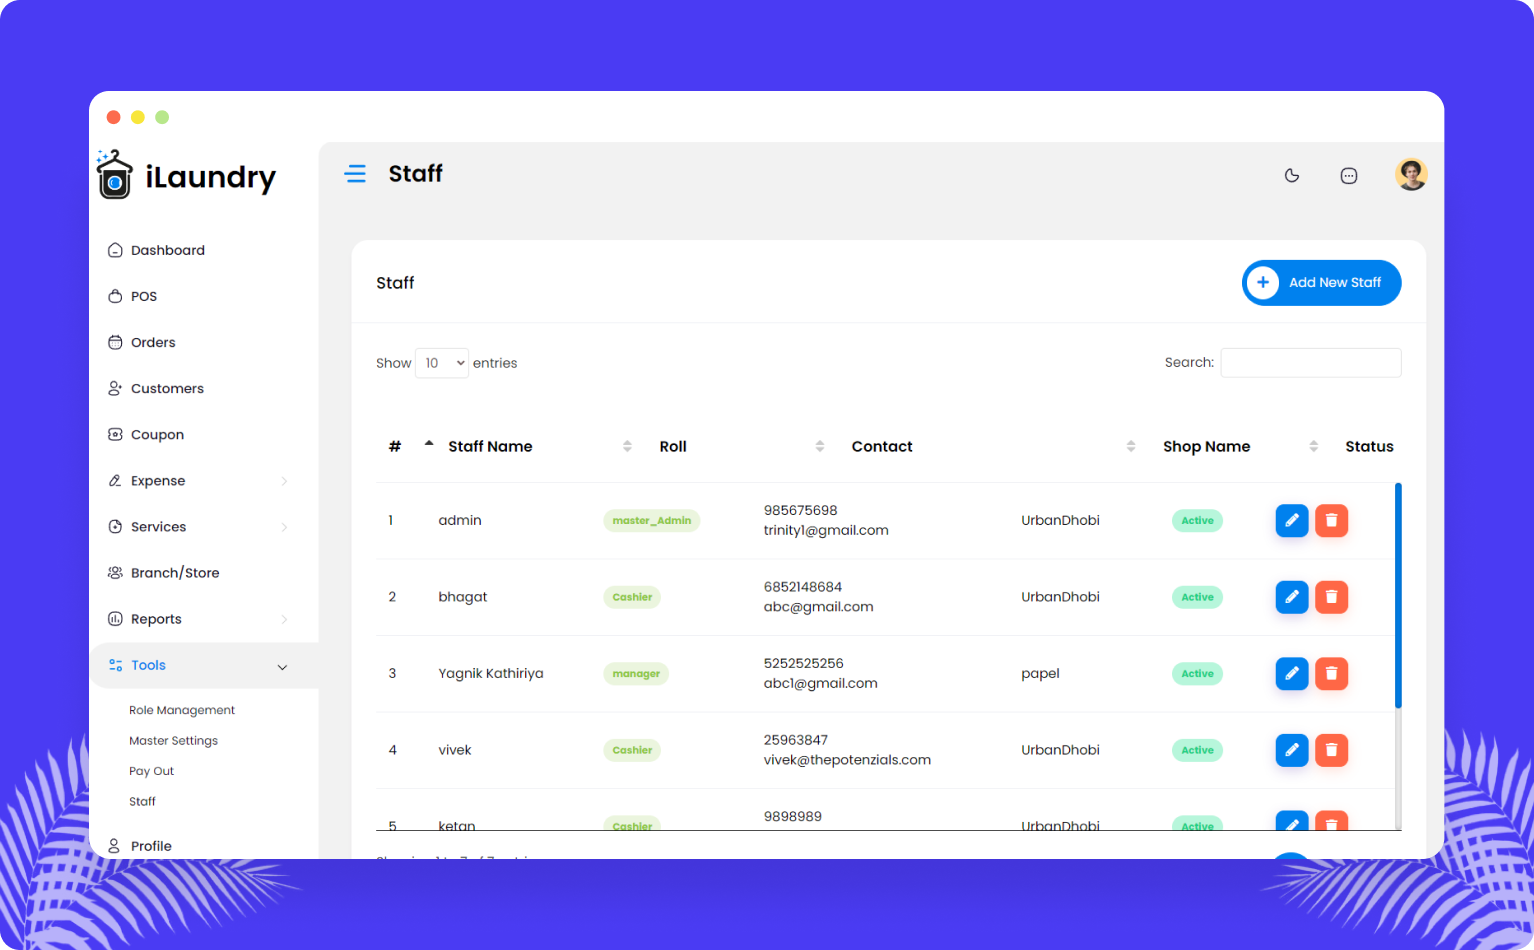 iLaundry
Staff
Dashboard
POS
Orders
Customers
Coupon
Expense
Services
Branch/Store
Reports
Tools
Role Management
Master Settings
Pay Out
Staff
Profile
Staff
Add New Staff
Show 10 entries
Search:
# Staff Name Roll Contact Shop Name Status
1 admin master_Admin 985675698 trinity1@gmail.com UrbanDhobi Active
2 bhagat Cashier 6852148684 abc@gmail.com UrbanDhobi Active
3 Yagnik Kathiriya manager 5252525256 abc1@gmail.com papel Active
4 vivek Cashier 25963847 vivek@thepotenzials.com UrbanDhobi Active
5 ketan Cashier 9898989 UrbanDhobi Active